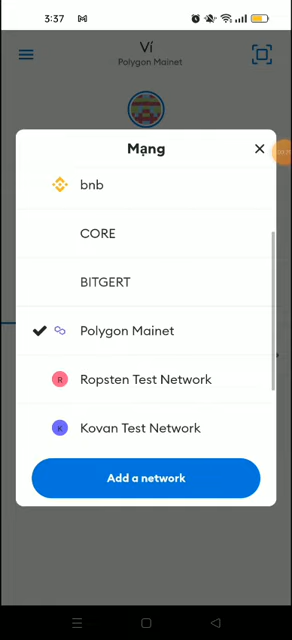 3:37
Ví
Polygon Mainet
Mạng
bnb
CORE
BITGERT
Polygon Mainet
R
Ropsten Test Network
K
Kovan Test Network
Add a network